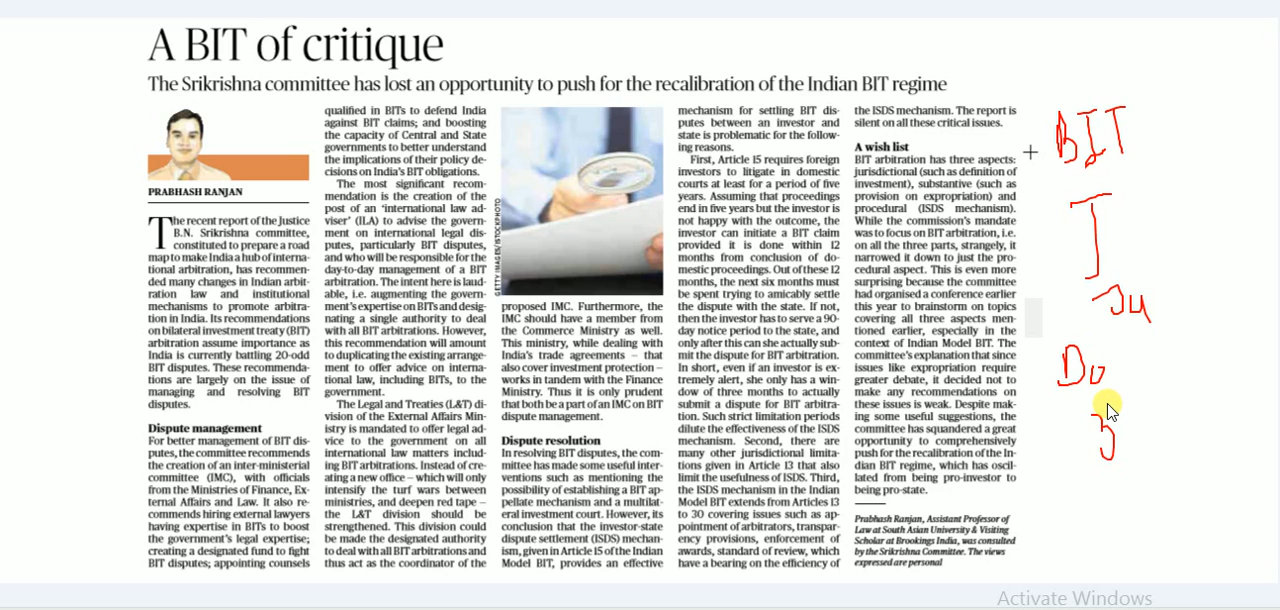 A BIT of critique
The Srikrishna committee has lost an opportunity to push for the recalibration of the Indian BIT regime
PRABHASH RANJAN
The recent report of the Justice
B.N. Srikrishna committee,
constituted to prepare a road
map to make India a hub of interna-
tional arbitration, has recommen-
ded many changes in Indian arbit-
ration law and institutional
mechanisms to promote arbitra-
tion in India. Its recommendations
on bilateral investment treaty (BIT)
arbitration assume importance as
India is currently battling 20-odd
BIT disputes. These recommenda-
tions are largely on the issue of
managing and resolving BIT
disputes.
Dispute management
For better management of BIT dis-
putes, the committee recommends
the creation of an inter-ministerial
committee (IMC), with officials
from the Ministries of Finance, Ex-
ternal Affairs and Law. It also re-
commends hiring external lawyers
having expertise in BITs to boost
the government's legal expertise;
creating a designated fund to fight
BIT disputes; appointing counsels
qualified in BITs to defend India
against BIT claims; and boosting
the capacity of Central and State
governments to better understand
the implications of their policy de-
cisions on India's BIT obligations.
The most significant recom-
mendation is the creation of the
post of an 'international law ad-
viser' (ILA) to advise the govern-
ment on international legal dis-
putes, particularly BIT disputes,
and who will be responsible for the
day-to-day management of a BIT
arbitration. The intent here is laud-
able, i.e. augmenting the govern-
ment's expertise on BITs and desig-
nating a single authority to deal
with all BIT arbitrations. However,
this recommendation will amount
to duplicating the existing arrange-
ment to offer advice on interna-
tional law, including BITs, to the
government.
The Legal and Treaties (L&T) di-
vision of the External Affairs Min-
istry is mandated to offer legal ad-
vice to the government on all
international law matters includ-
ing BIT arbitrations. Instead of cre-
ating a new office – which will only
intensify the turf wars between
ministries, and deepen red tape –
the L&T division should be
strengthened. This division could
be made the designated authority
to deal with all BIT arbitrations and
thus act as the coordinator of the
GETTY IMAGES/ISTOCKPHOTO
proposed IMC. Furthermore, the
IMC should have a member from
the Commerce Ministry as well.
This ministry, while dealing with
India's trade agreements – that
also cover investment protection –
works in tandem with the Finance
Ministry. Thus it is only prudent
that both be a part of an IMC on BIT
dispute management.
Dispute resolution
In resolving BIT disputes, the com-
mittee has made some useful inter-
ventions such as mentioning the
possibility of establishing a BIT ap-
pellate mechanism and a multilat-
eral investment court. However, its
conclusion that the investor-state
dispute settlement (ISDS) mechan-
ism, given in Article 15 of the Indian
Model BIT, provides an effective
mechanism for settling BIT dis-
putes between an investor and
state is problematic for the follow-
ing reasons.
First, Article 15 requires foreign
investors to litigate in domestic
courts at least for a period of five
years. Assuming that proceedings
end in five years but the investor is
not happy with the outcome, the
investor can initiate a BIT claim
provided it is done within 12
months from conclusion of do-
mestic proceedings. Out of these 12
months, the next six months must
be spent trying to amicably settle
the dispute with the state. If not,
then the investor has to serve a 90-
day notice period to the state, and
only after this can she actually sub-
mit the dispute for BIT arbitration.
In short, even if an investor is ex-
tremely alert, she only has a win-
dow of three months to actually
submit a dispute for BIT arbitra-
tion. Such strict limitation periods
dilute the effectiveness of the ISDS
mechanism. Second, there are
many other jurisdictional limita-
tions given in Article 13 that also
limit the usefulness of ISDS. Third,
the ISDS mechanism in the Indian
Model BIT extends from Articles 13
to 30 covering issues such as ap-
pointment of arbitrators, transpar-
ency provisions, enforcement of
awards, standard of review, which
have a bearing on the efficiency of
the ISDS mechanism. The report is
silent on all these critical issues.
A wish list
BIT arbitration has three aspects:
jurisdictional (such as definition of
investment), substantive (such as
provision on expropriation) and
procedural (ISDS mechanism).
While the commission's mandate
was to focus on BIT arbitration, i.e.
on all the three parts, strangely, it
narrowed it down to just the pro-
cedural aspect. This is even more
surprising because the committee
had organised a conference earlier
this year to brainstorm on topics
covering all three aspects men-
tioned earlier, especially in the
context of Indian Model BIT. The
committee's explanation that since
issues like expropriation require
greater debate, it decided not to
make any recommendations on
these issues is weak. Despite mak-
ing some useful suggestions, the
committee has squandered a great
opportunity to comprehensively
push for the recalibration of the In-
dian BIT regime, which has oscil-
lated from being pro-investor to
being pro-state.
Prabhash Ranjan, Assistant Professor of
Law at South Asian University & Visiting
Scholar at Brookings India, was consulted
by the Srikrishna Committee. The views
expressed are personal
BIT
I
Do
Activate Windows